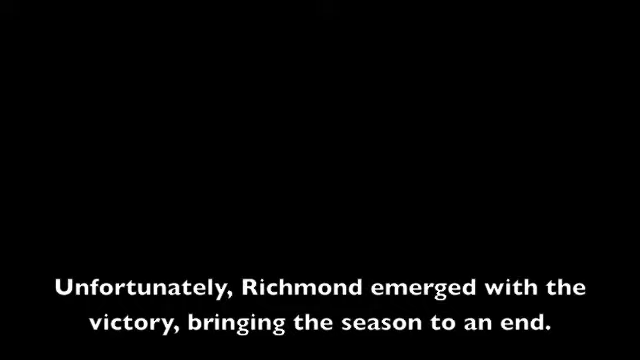 Unfortunately, Richmond emerged with the
victory, bringing the season to an end.